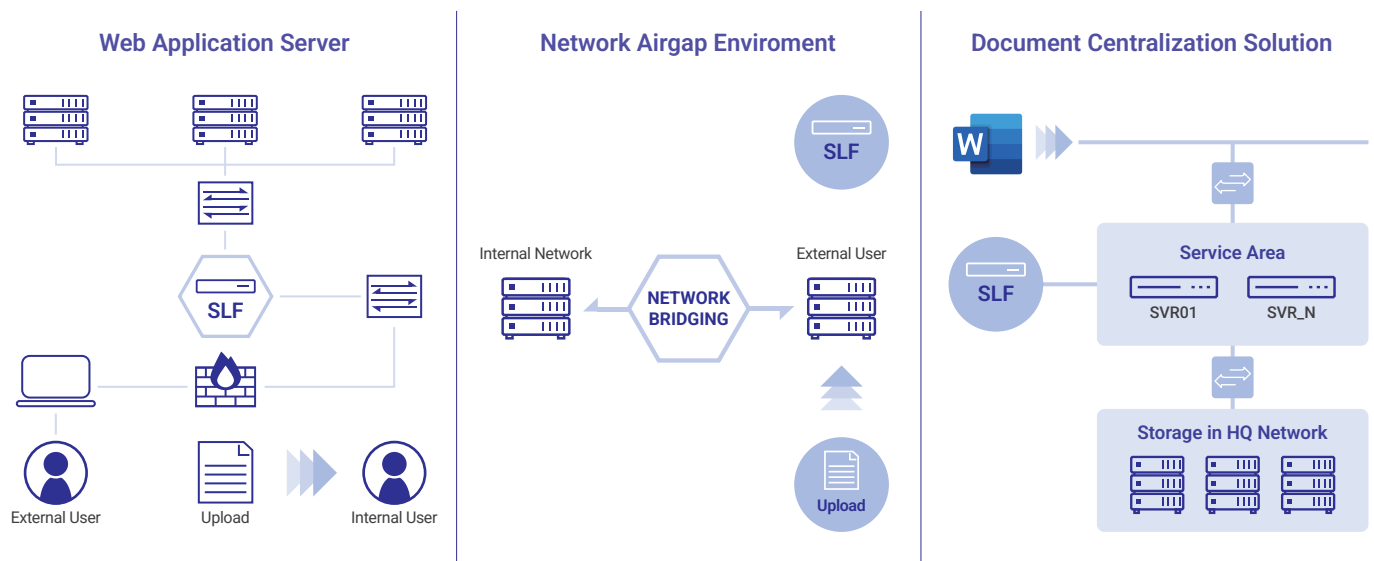 Web Application Server
SLF
External User
Upload
Internal User
Network Airgap Enviroment
SLF
Internal Network
External User
NETWORK
BRIDGING
Upload
Document Centralization Solution
W
SLF
Service Area
SVR01
SVR_N
Storage in HQ Network